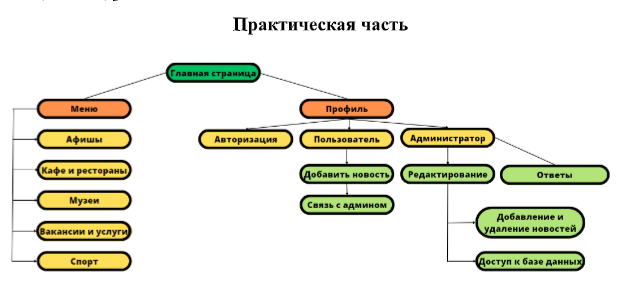 Практическая часть
Главная страница
Меню
Профиль
Афишы
Авторизация
Пользователь
Администратор
Кафе и рестораны
Добавить новость
Редактирование
Ответы
Музеи
Связь с админом
Вакансии и услуги
Добавление и
удаление новостей
Спорт
Доступ к базе данных